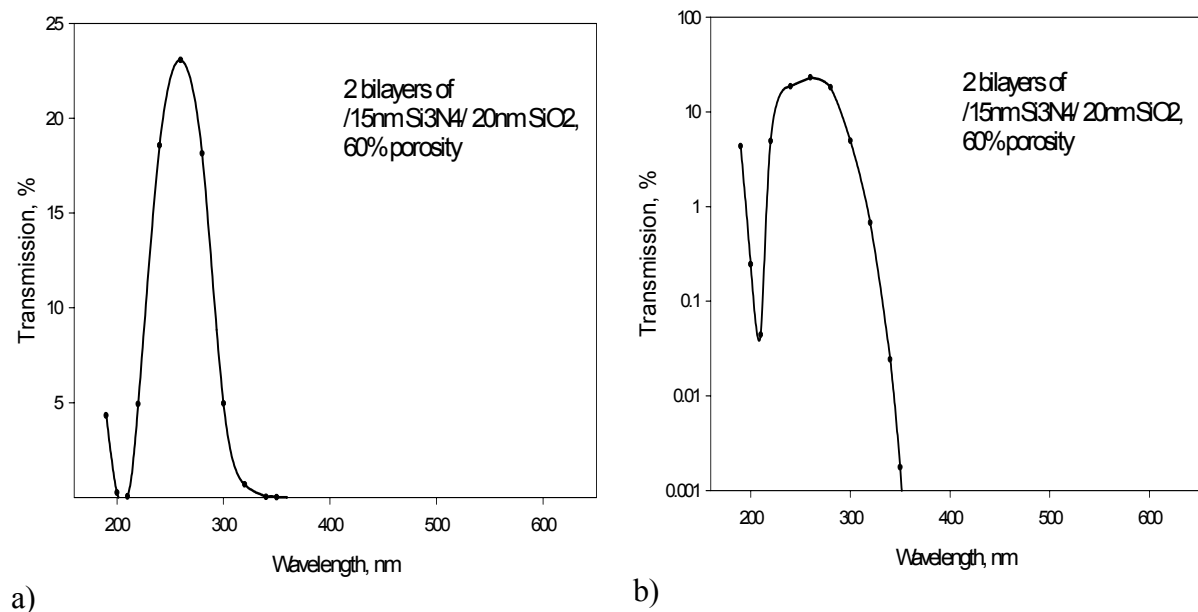 25
20
15
10
5
200
300
400
500
600
Transmission, %
Wavelength, nm
2 bilayers of
/15nm Si3N4/ 20nm SiO2,
60% porosity
a)
100
10
1
0.1
0.01
0.001
200
300
400
500
600
Transmission, %
Wavelength, nm
2 bilayers of
/15nm Si3N4/ 20nm SiO2,
60% porosity
b)